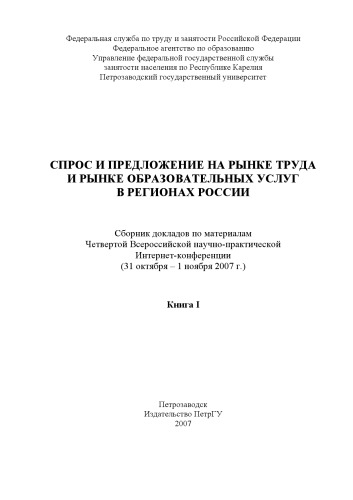 Федеральная служба по труду и занятости Российской Федерации
Федеральное агентство по образованию
Управление федеральной государственной службы
занятости населения по Республике Карелия
Петрозаводский государственный университет
СПРОС И ПРЕДЛОЖЕНИЕ НА РЫНКЕ ТРУДА
И РЫНКЕ ОБРАЗОВАТЕЛЬНЫХ УСЛУГ
В РЕГИОНАХ РОССИИ
Сборник докладов по материалам
Четвертой Всероссийской научно-практической
Интернет-конференции
(31 октября – 1 ноября 2007 г.)
Книга I
Петрозаводск
Издательство ПетрГУ
2007